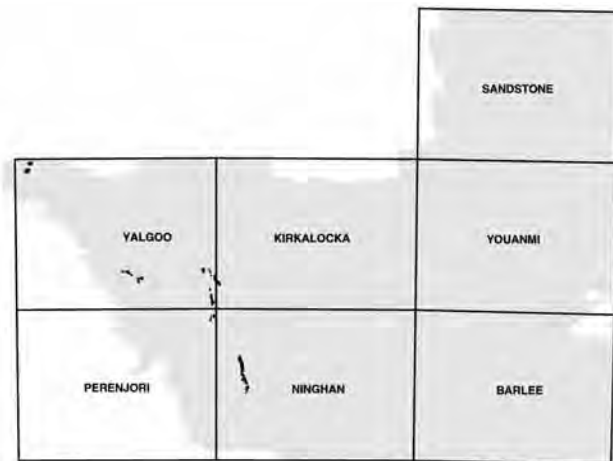 SANDSTONE
YALGOO
KIRKALOCKA
YOUANMI
PERENJORI
NINGHAN
BARLEE